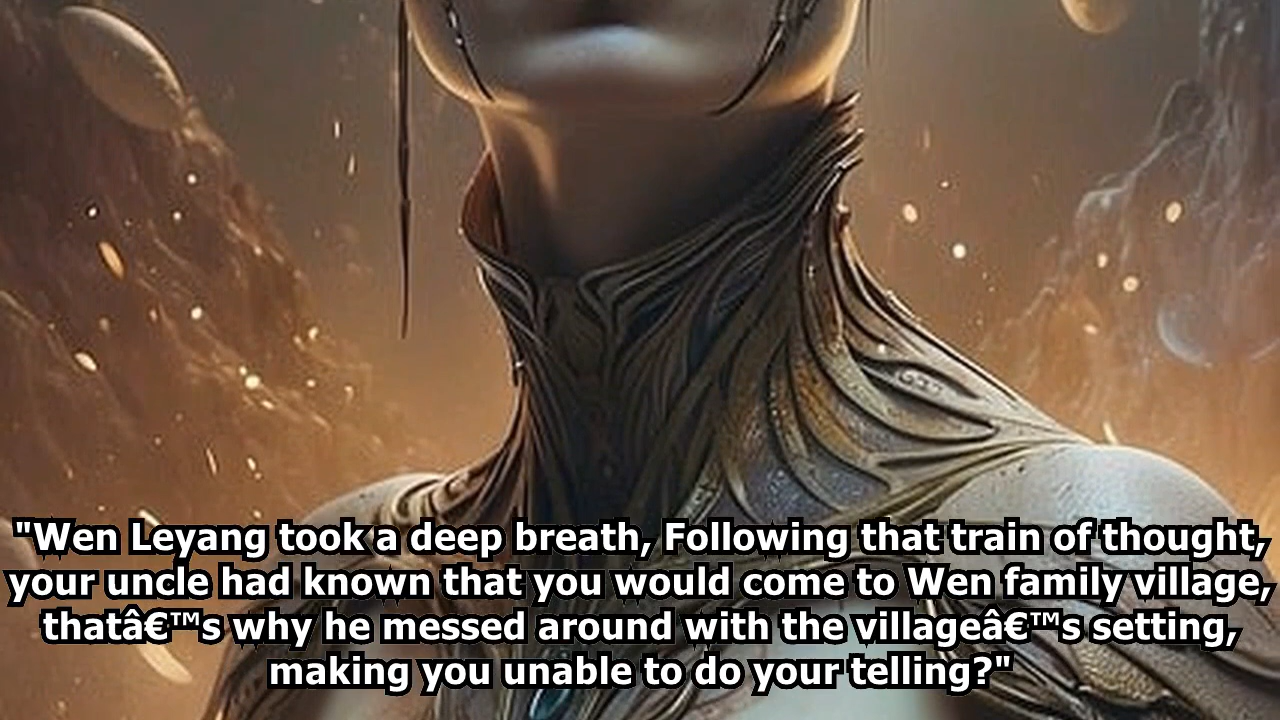 "Wen Leyang took a deep breath, Following that train of thought,
your uncle had known that you would come to Wen family village,
thatâ€™s why he messed around with the villageâ€™s setting,
making you unable to do your telling?"